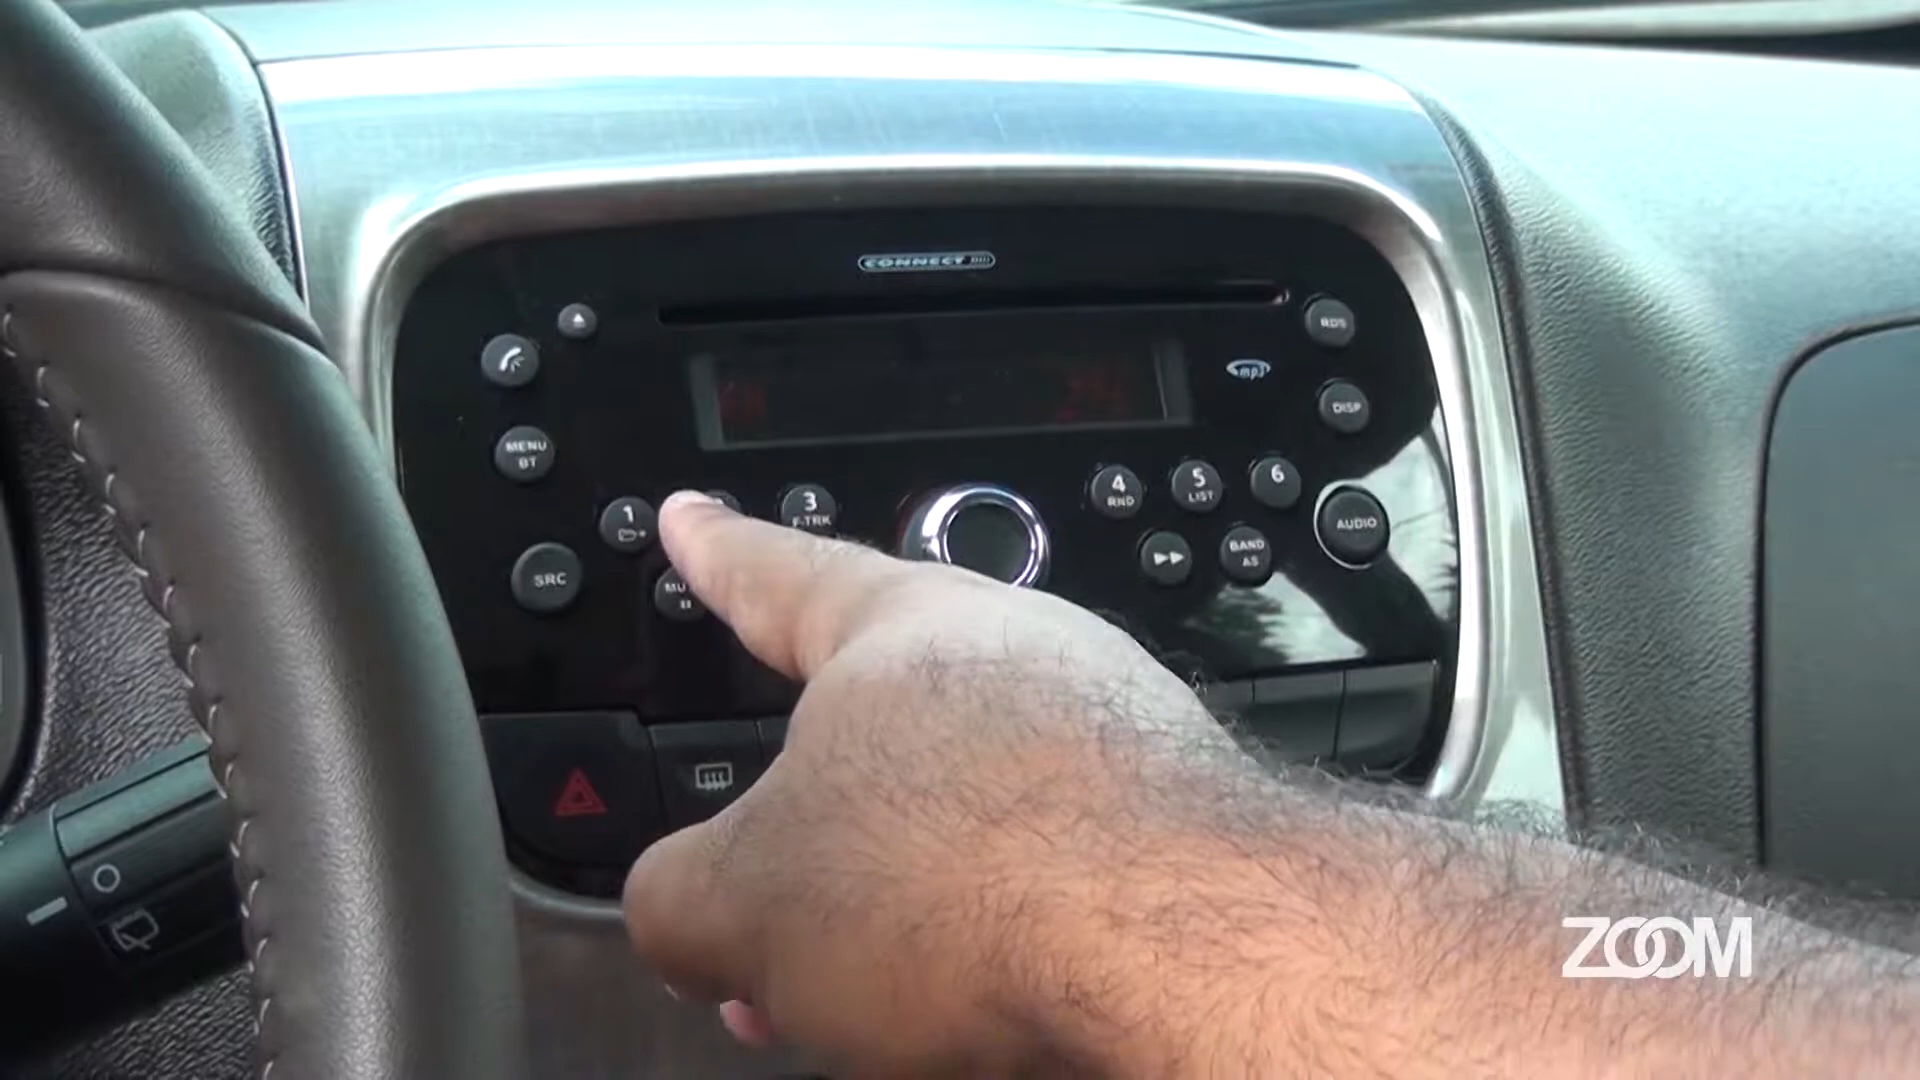 CONNECT
RDS
mp3
DISP
MENU
BT
1
3
F-TRK
4
RND
5
LIST
6
AUDIO
SRC
BAND
AS
ZOOM